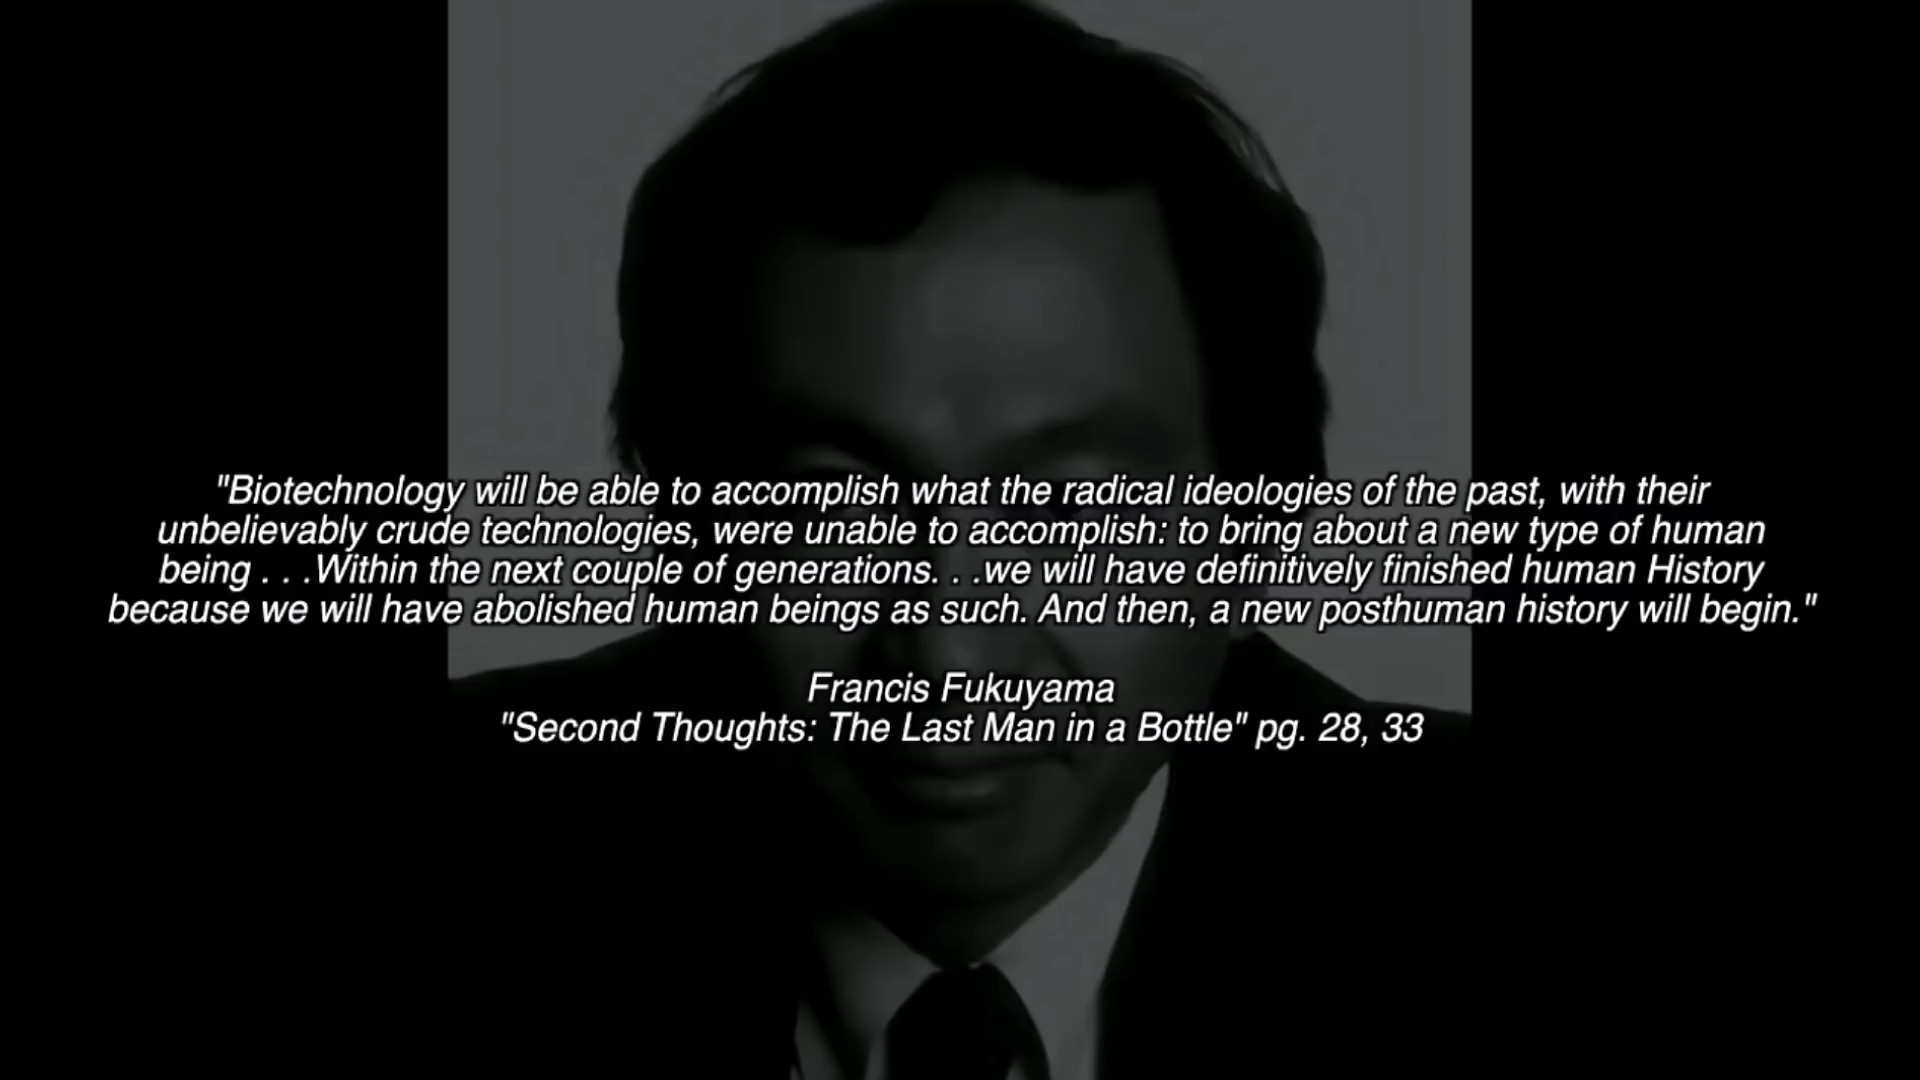 "Biotechnology will be able to accomplish what the radical ideologies of the past, with their
unbelievably crude technologies, were unable to accomplish: to bring about a new type of human
being . . .Within the next couple of generations. . .we will have definitively finished human History
because we will have abolished human beings as such. And then, a new posthuman history will begin."
Francis Fukuyama
"Second Thoughts: The Last Man in a Bottle" pg. 28, 33